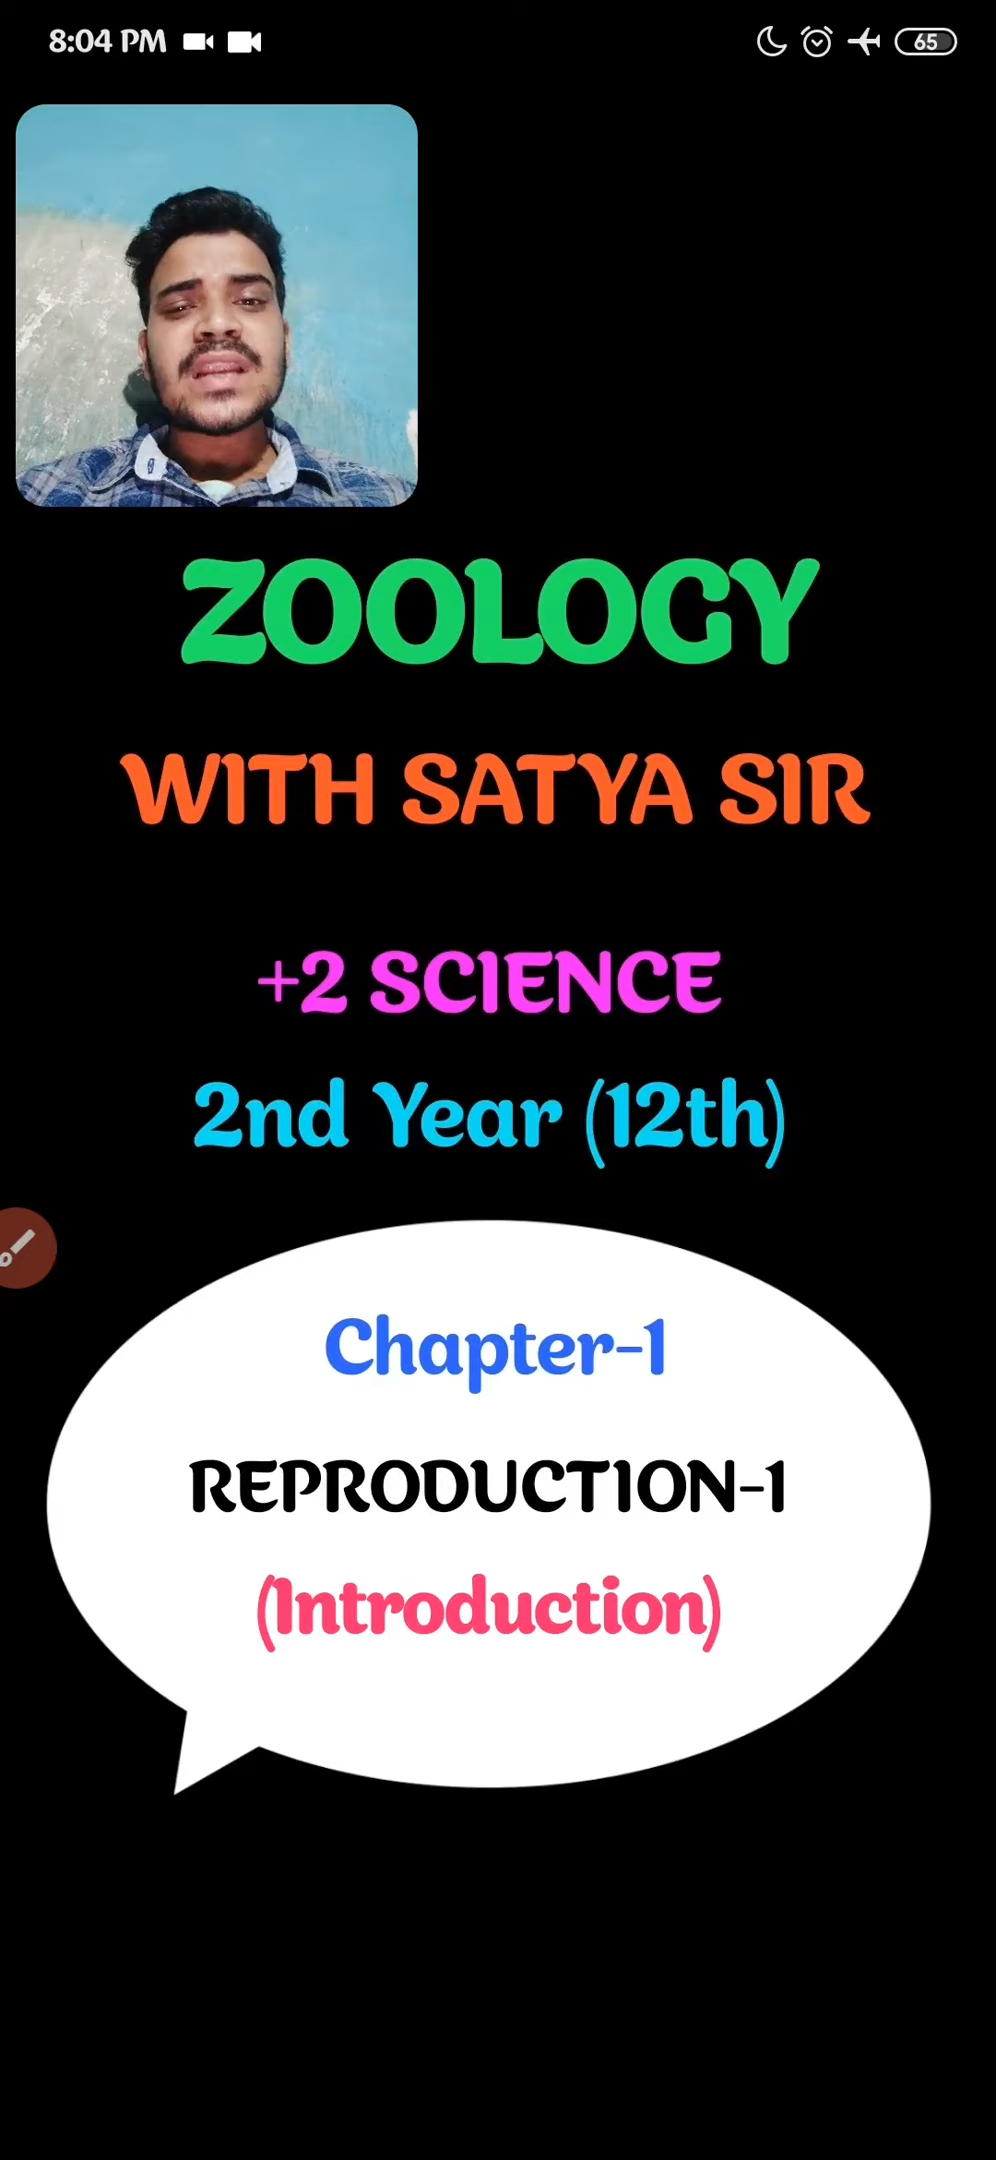 8:04 PM
65
ZOOLOGY
WITH SATYA SIR
+2 SCIENCE
2nd Year (12th)
Chapter-1
REPRODUCTION-1
(Introduction)